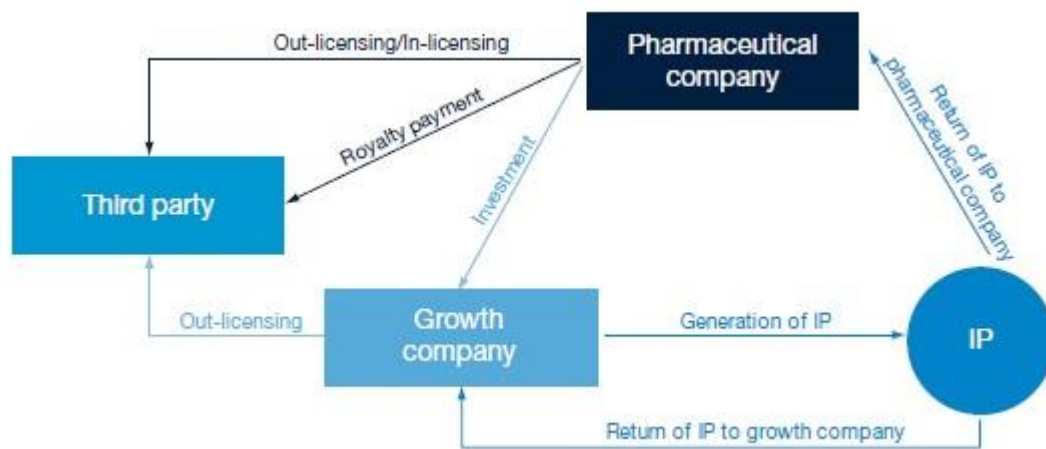 Out-licensing/In-licensing
Pharmaceutical
company
Royalty payment
Investment
Return of IP to
pharmaceutical company
Third party
Out-licensing
Growth
company
Generation of IP
IP
Return of IP to growth company